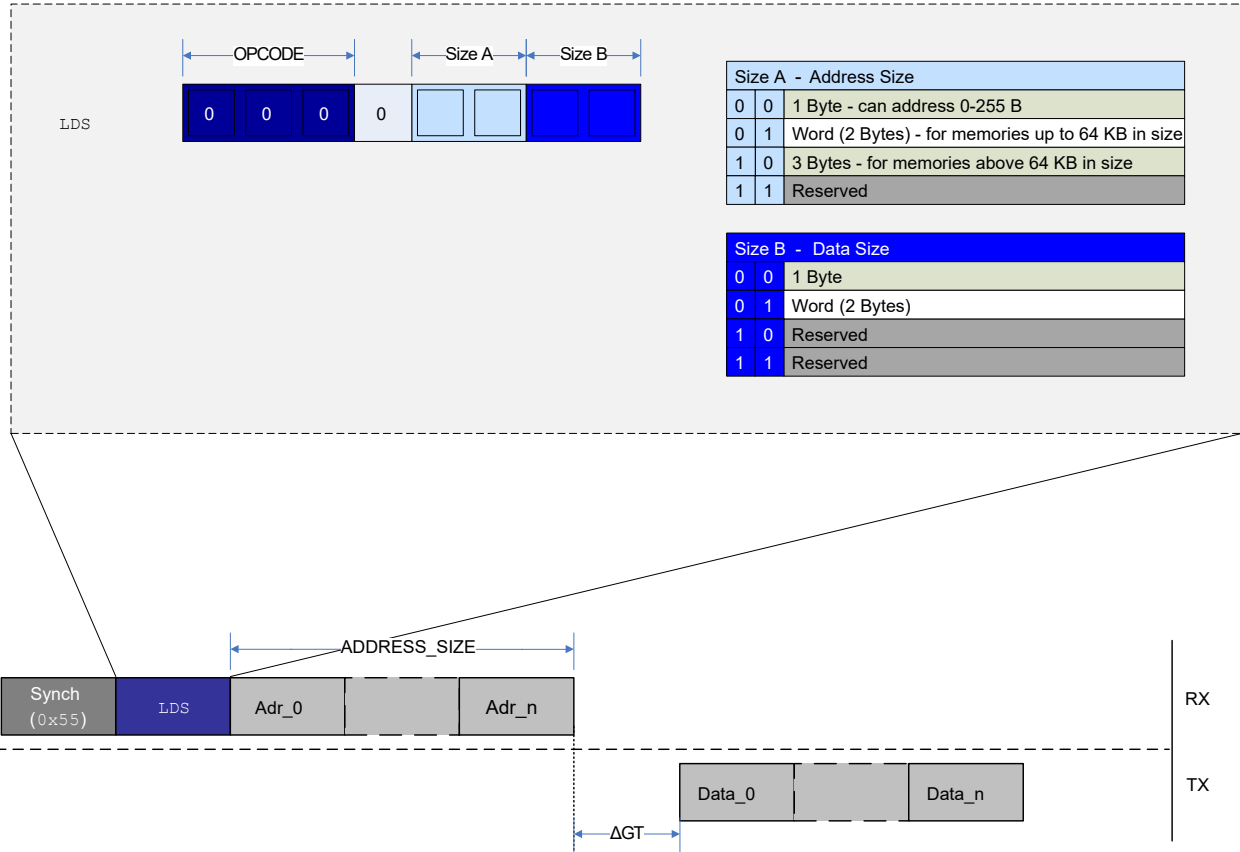 OPCODE Size A Size B
LDS 0 0 0 0
Size A - Address Size
0 0 1 Byte - can address 0-255 B
0 1 Word (2 Bytes) - for memories up to 64 KB in size
1 0 3 Bytes - for memories above 64 KB in size
1 1 Reserved
Size B - Data Size
0 0 1 Byte
0 1 Word (2 Bytes)
1 0 Reserved
1 1 Reserved
ADDRESS_SIZE
Synch
(0x55)
LDS Adr_0 Adr_n RX
Data_0 Data_n TX
ΔGT